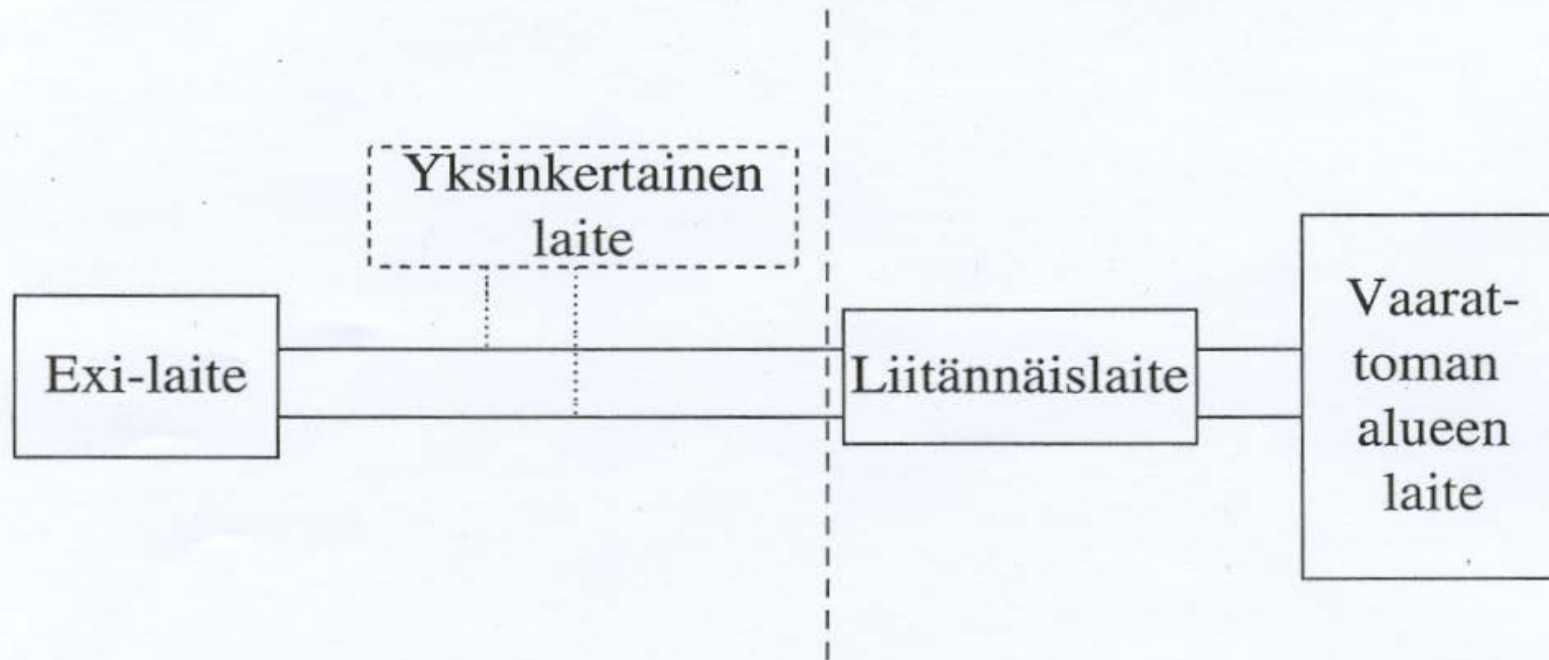 Yksinkertainen
laite
Exi-laite
Liitännäislaite
Vaarat-
toman
alueen
laite